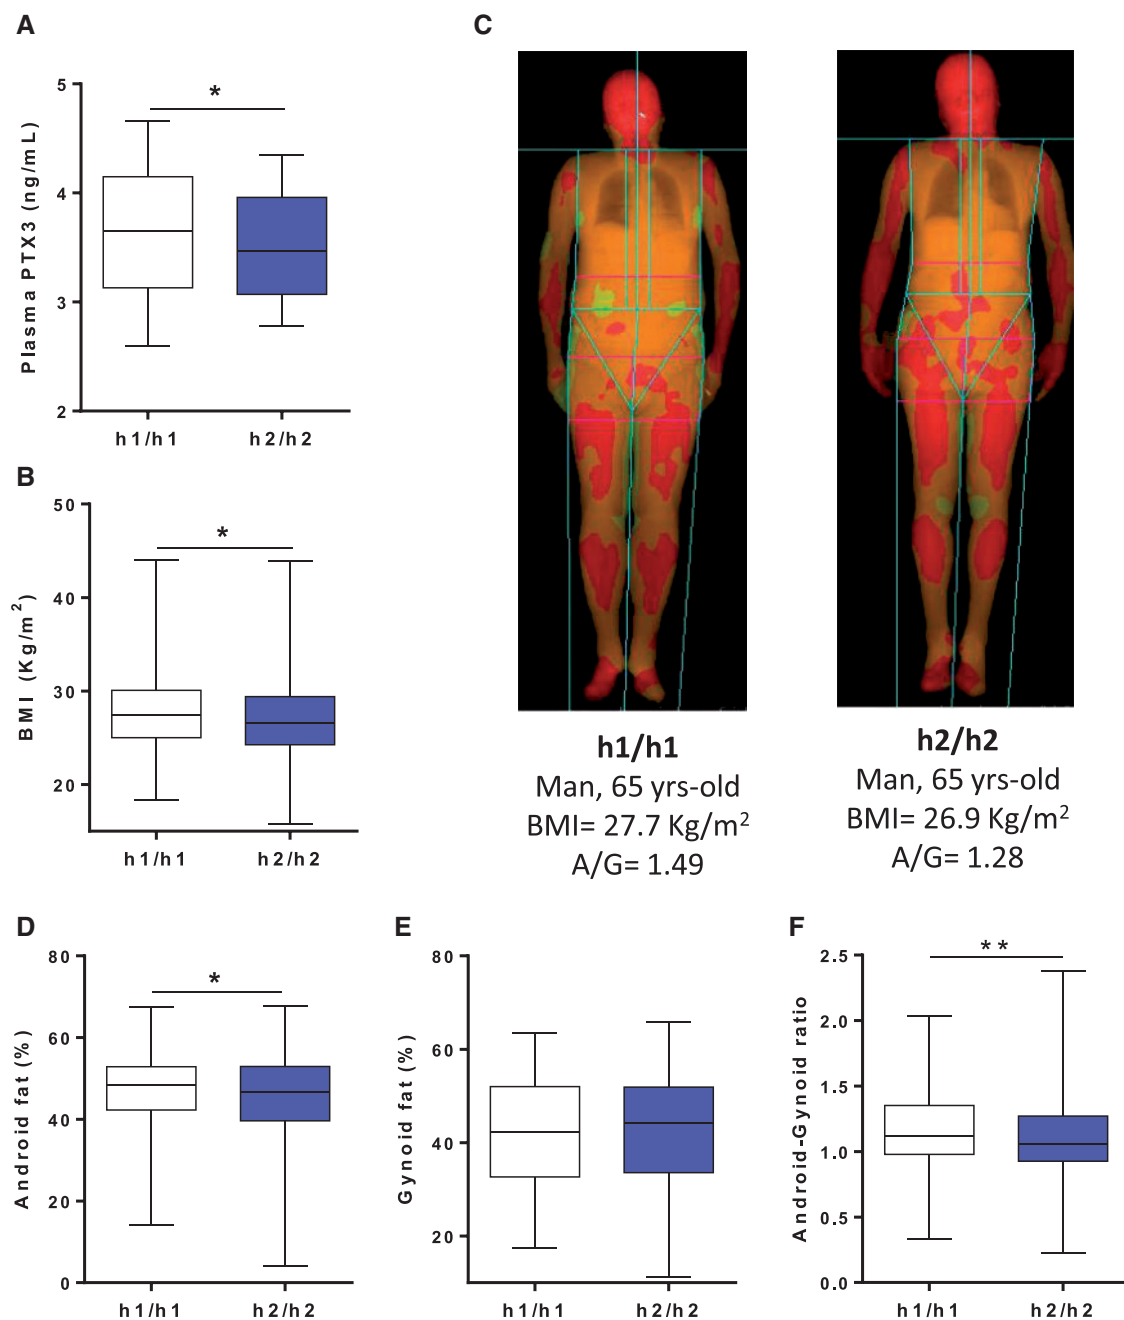 A
Plasma PTX3 (ng/mL)
5
4
3
2
*
h1/h1
h2/h2
B
BMI (Kg/m²)
50
40
30
20
*
h1/h1
h2/h2
C
h1/h1
Man, 65 yrs-old
BMI= 27.7 Kg/m²
A/G= 1.49
h2/h2
Man, 65 yrs-old
BMI= 26.9 Kg/m²
A/G= 1.28
D
Android fat (%)
80
60
40
20
0
*
h1/h1
h2/h2
E
Gynoid fat (%)
80
60
40
20
h1/h1
h2/h2
F
Android-Gynoid ratio
2.5
2.0
1.5
1.0
0.5
0.0
**
h1/h1
h2/h2